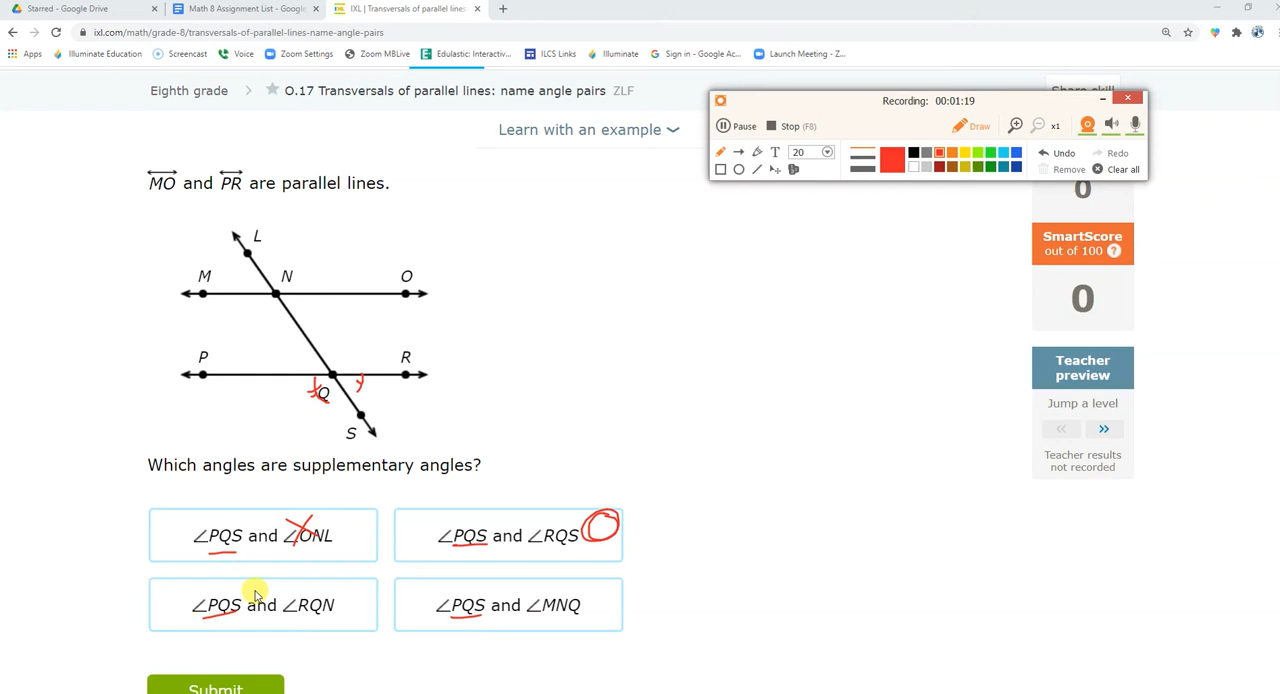 Starred - Google Drive
Math 8 Assignment List - Google
IXL | Transversals of parallel lines
ixl.com/math/grade-8/transversals-of-parallel-lines-name-angle-pairs
Apps Illuminate Education Screencast Voice Zoom Settings Zoom MBLive Edulastic: Interactiv... ILCS Links Illuminate Sign in - Google Ac... Launch Meeting - Z...
Eighth grade > O.17 Transversals of parallel lines: name angle pairs ZLF
Share skill
Recording: 00:01:19
Pause Stop (F8) Draw x1
T 20 Undo Redo
Remove Clear all
Learn with an example
MO and PR are parallel lines.
L
M N O
P R
x Q y
S
0
SmartScore
out of 100 ?
0
Teacher
preview
Jump a level
<< >>
Teacher results
not recorded
Which angles are supplementary angles?
∠PQS and ∠ONL
∠PQS and ∠RQS
∠PQS and ∠RQN
∠PQS and ∠MNQ
Submit